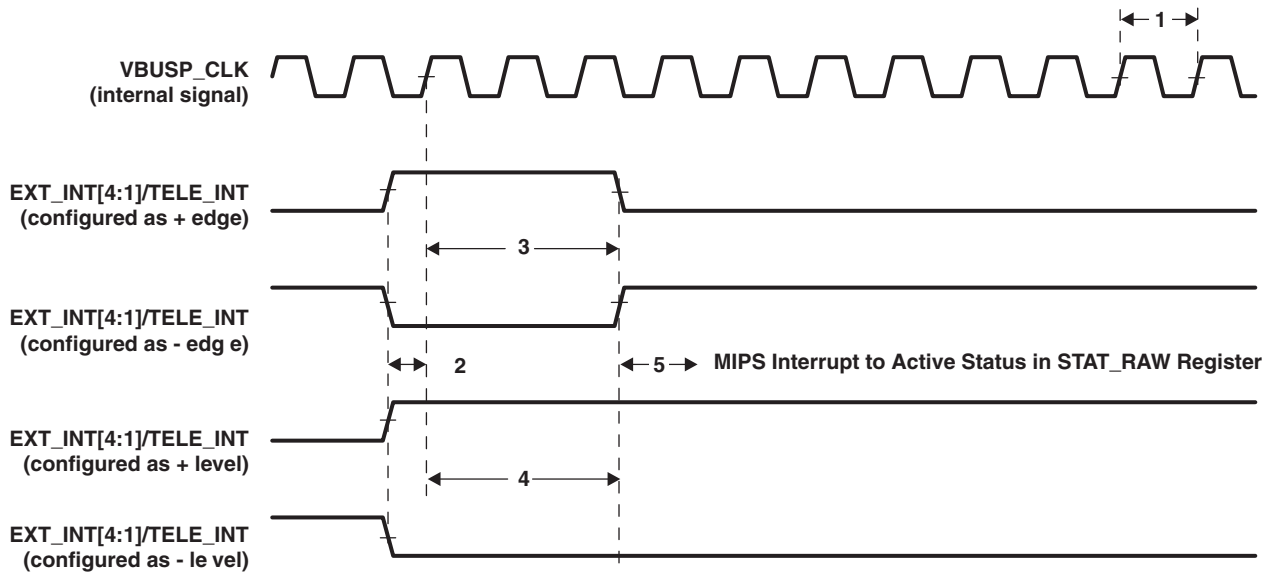 1
VBUSP_CLK
(internal signal)
EXT_INT[4:1]/TELE_INT
(configured as + edge)
3
EXT_INT[4:1]/TELE_INT
(configured as - edg e)
2
5
MIPS Interrupt to Active Status in STAT_RAW Register
EXT_INT[4:1]/TELE_INT
(configured as + level)
4
EXT_INT[4:1]/TELE_INT
(configured as - le vel)